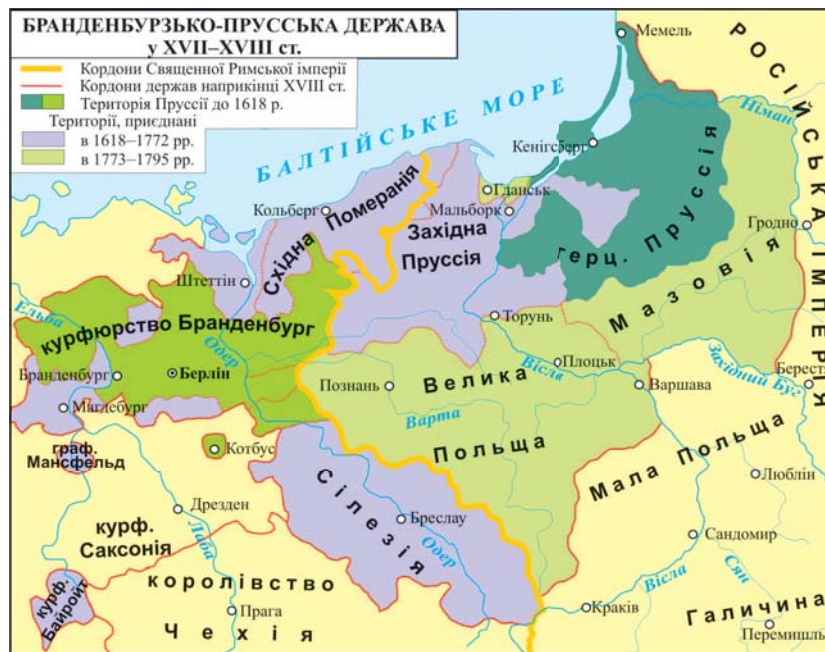 БРАНДЕНБУРЗЬКО-ПРУССЬКА ДЕРЖАВА
у XVII–XVIII ст.
Кордони Священної Римської імперії
Кордони держав наприкінці XVIII ст.
Територія Пруссії до 1618 р.
Території, приєднані
в 1618–1772 рр.
в 1773–1795 рр.
БАЛТІЙСЬКЕ МОРЕ
Мемель
РОСІЙСЬКА ІМПЕРІЯ
Німан
Кенігсберг
Гданськ
Мальборк
Кольберг
Східна Померанія
Західна
Пруссія
герц. Пруссія
Гродно
Мазовія
Штеттін
Ельба
курфюрство Бранденбург
Одер
Торунь
Бранденбург
Берлін
Познань
Велика
Вісла
Плоцьк
Варшава
Західний Буг
Берестя
Магдебург
Варта
Польща
граф.
Мансфельд
Котбус
Мала Польща
Люблін
Дрезден
Сілезія
Бреслау
Одер
курф.
Саксонія
Лаба
Сандомир
Сян
курф.
Байройт
королівство
Чехія
Прага
Вісла
Краків
Галичина
Перемишль